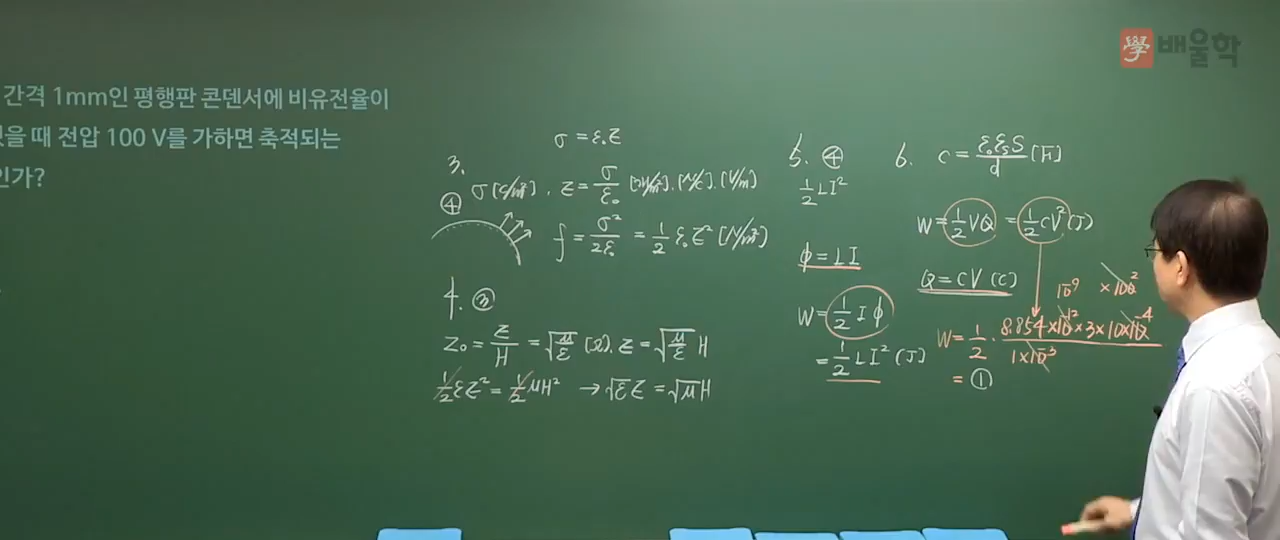 學 배울학
간격 1mm인 평행판 콘덴서에 비유전율이
을 때 전압 100 V를 가하면 축적되는
인가?
σ = ε₀E
3.
④ σ[C/m²], E = σ/ε₀ [V/m]
f = σ²/2ε₀ = 1/2 ε₀E² [N/m²]
4. ③
Z₀ = E/H = √(μ/ε) [Ω], E = √(μ/ε) H
1/2 εE² = 1/2 μH² → √ε E = √μ H
5. ④
1/2 LI²
φ = LI
W = 1/2 Iφ
= 1/2 LI² (J)
6. C = ε₀εₛS/d [F]
W = 1/2 VQ = 1/2 CV² (J)
Q = CV (C)
W = 1/2 · 8.854×10⁻¹²×3×10×10⁻⁴ / 1×10⁻³
= ①